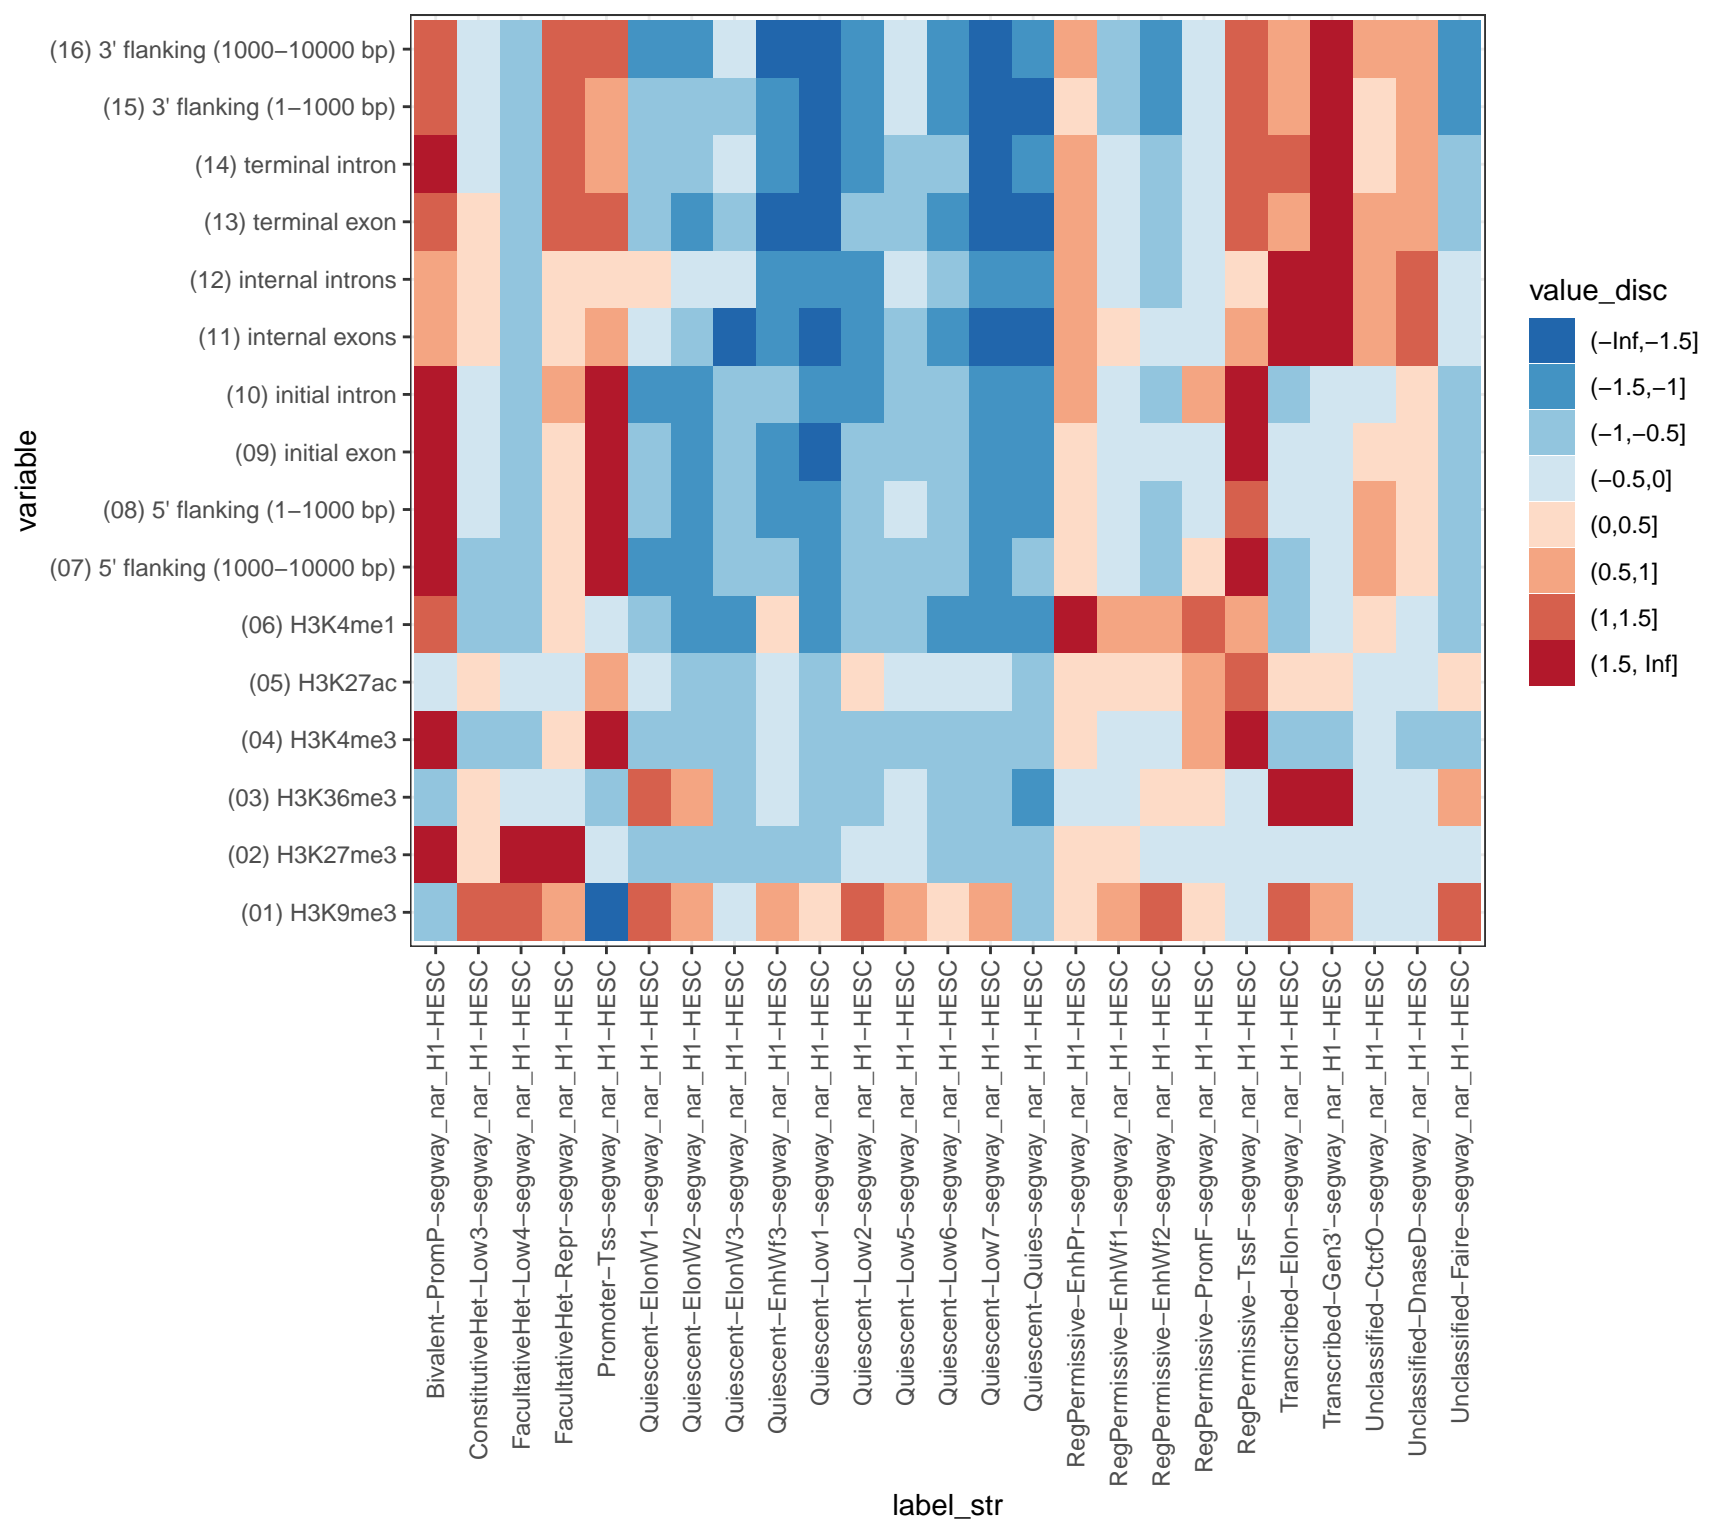 (16) 3' flanking (1000−10000 bp)
(15) 3' flanking (1−1000 bp)
(14) terminal intron
(13) terminal exon
(12) internal introns
(11) internal exons
(10) initial intron
(09) initial exon
(08) 5' flanking (1−1000 bp)
(07) 5' flanking (1000−10000 bp)
(06) H3K4me1
(05) H3K27ac
(04) H3K4me3
(03) H3K36me3
(02) H3K27me3
(01) H3K9me3
variable
Bivalent−PromP−segway_nar_H1−HESC
ConstitutiveHet−Low3−segway_nar_H1−HESC
FacultativeHet−Low4−segway_nar_H1−HESC
FacultativeHet−Repr−segway_nar_H1−HESC
Promoter−Tss−segway_nar_H1−HESC
Quiescent−ElonW1−segway_nar_H1−HESC
Quiescent−ElonW2−segway_nar_H1−HESC
Quiescent−ElonW3−segway_nar_H1−HESC
Quiescent−EnhWf3−segway_nar_H1−HESC
Quiescent−Low1−segway_nar_H1−HESC
Quiescent−Low2−segway_nar_H1−HESC
Quiescent−Low5−segway_nar_H1−HESC
Quiescent−Low6−segway_nar_H1−HESC
Quiescent−Low7−segway_nar_H1−HESC
Quiescent−Quies−segway_nar_H1−HESC
RegPermissive−EnhPr−segway_nar_H1−HESC
RegPermissive−EnhWf1−segway_nar_H1−HESC
RegPermissive−EnhWf2−segway_nar_H1−HESC
RegPermissive−PromF−segway_nar_H1−HESC
RegPermissive−TssF−segway_nar_H1−HESC
Transcribed−Elon−segway_nar_H1−HESC
Transcribed−Gen3'−segway_nar_H1−HESC
Unclassified−CtcfO−segway_nar_H1−HESC
Unclassified−DnaseD−segway_nar_H1−HESC
Unclassified−Faire−segway_nar_H1−HESC
label_str
value_disc
(−Inf,−1.5]
(−1.5,−1]
(−1,−0.5]
(−0.5,0]
(0,0.5]
(0.5,1]
(1,1.5]
(1.5, Inf]